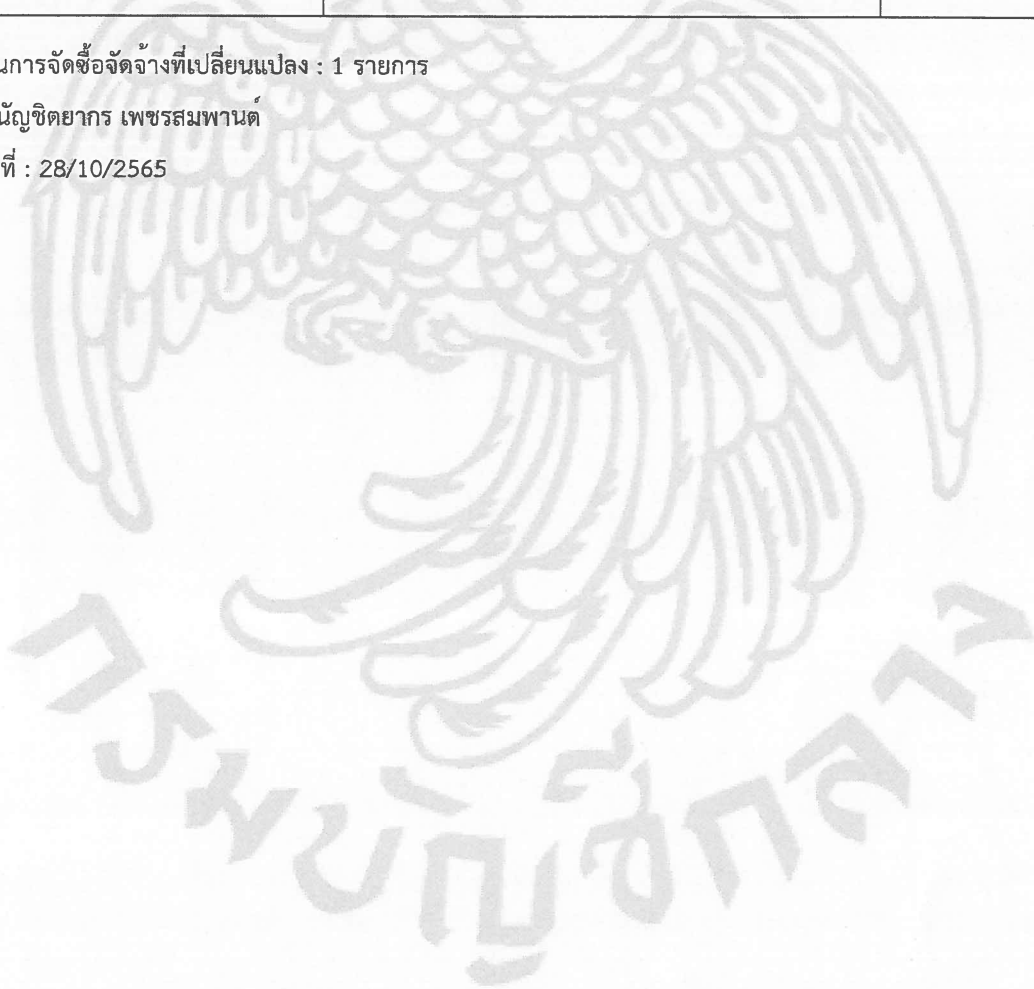 นการจัดซื้อจัดจ้างที่เปลี่ยนแปลง : 1 รายการ
นัญชิตยากร เพชรสมพานต์
ที่ : 28/10/2565
กรมบัญชีกลาง